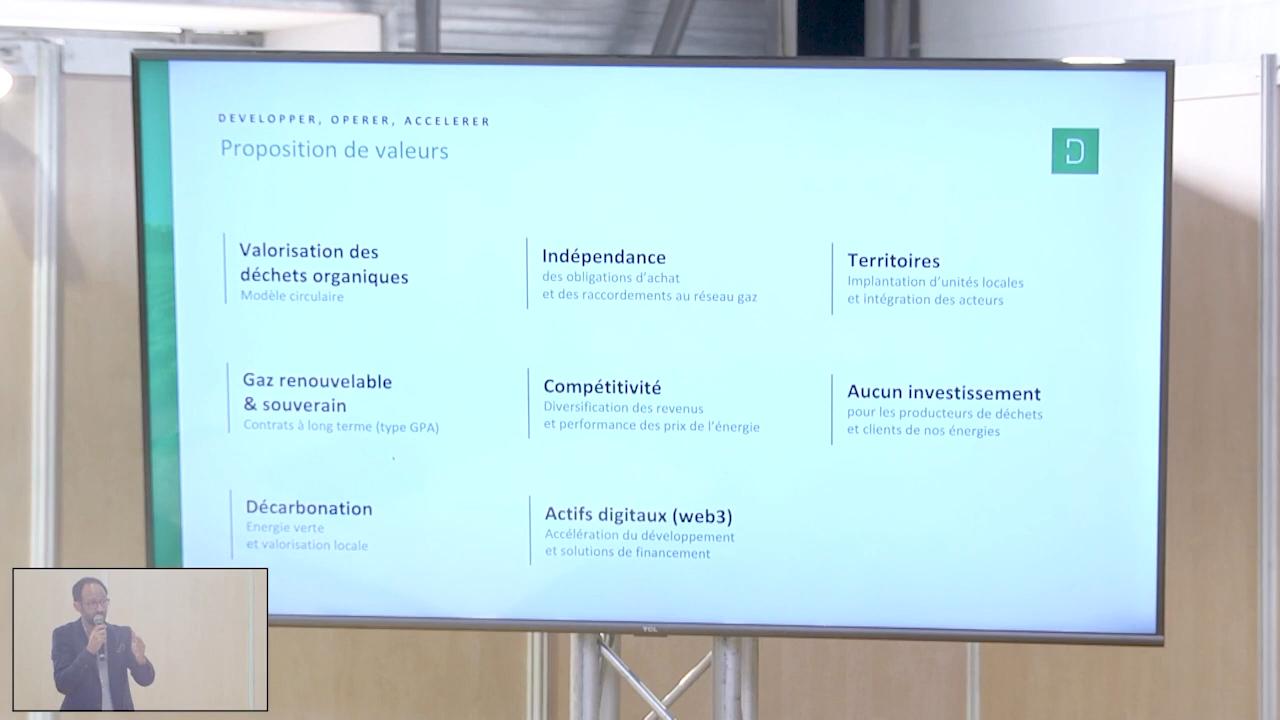 DEVELOPPER, OPERER, ACCELERER
Proposition de valeurs
D
Valorisation des
déchets organiques
Modèle circulaire
Indépendance
des obligations d'achat
et des raccordements au réseau gaz
Territoires
Implantation d'unités locales
et intégration des acteurs
Gaz renouvelable
& souverain
Contrats à long terme (type GPA)
Compétitivité
Diversification des revenus
et performance des prix de l'énergie
Aucun investissement
pour les producteurs de déchets
et clients de nos énergies
Décarbonation
Energie verte
et valorisation locale
Actifs digitaux (web3)
Accélération du développement
et solutions de financement
TCL